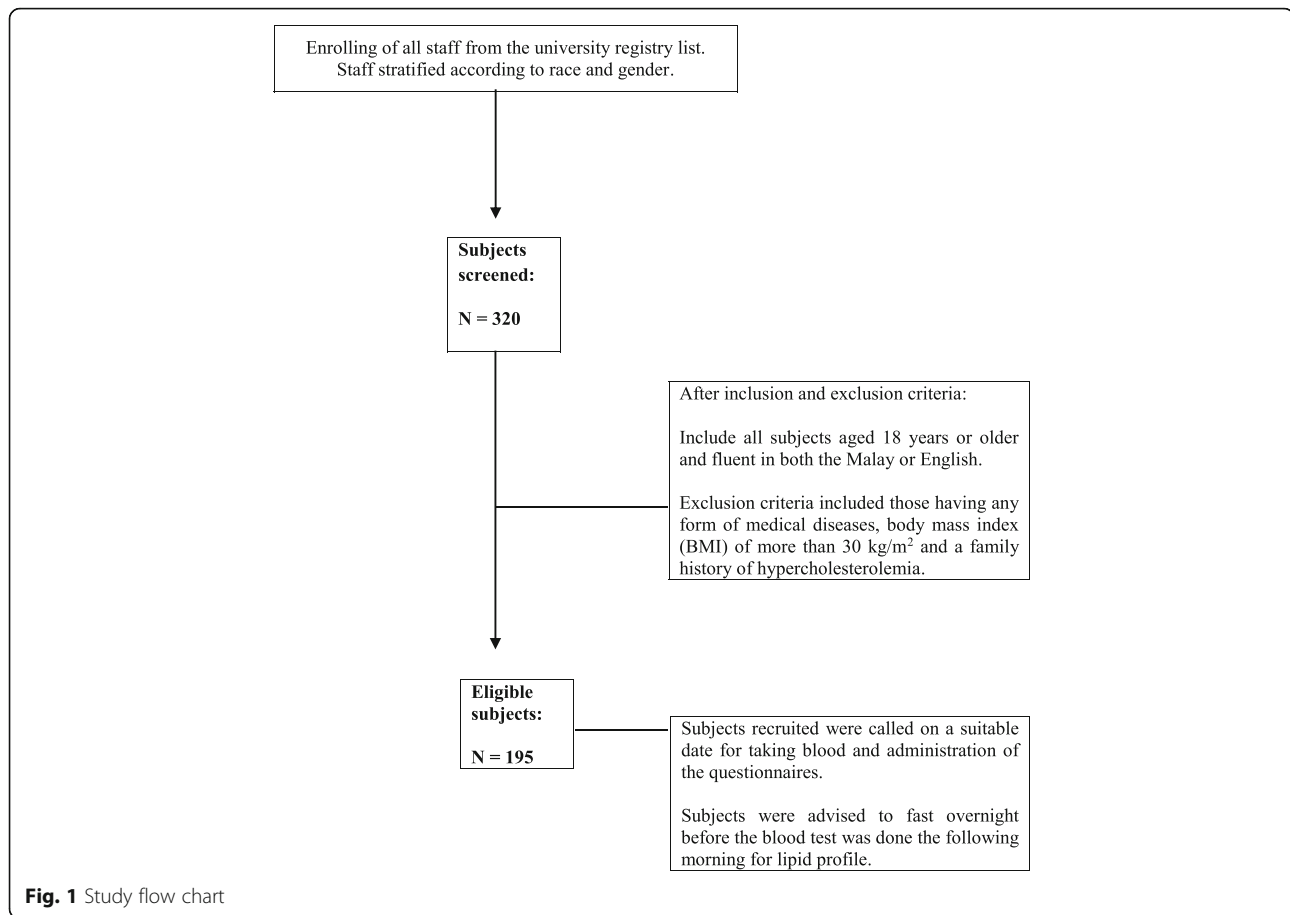 Enrolling of all staff from the university registry list.
Staff stratified according to race and gender.
Subjects
screened:
N = 320
After inclusion and exclusion criteria:
Include all subjects aged 18 years or older
and fluent in both the Malay or English.
Exclusion criteria included those having any
form of medical diseases, body mass index
(BMI) of more than 30 kg/m² and a family
history of hypercholesterolemia.
Eligible
subjects:
N = 195
Subjects recruited were called on a suitable
date for taking blood and administration of
the questionnaires.
Subjects were advised to fast overnight
before the blood test was done the following
morning for lipid profile.
Fig. 1 Study flow chart